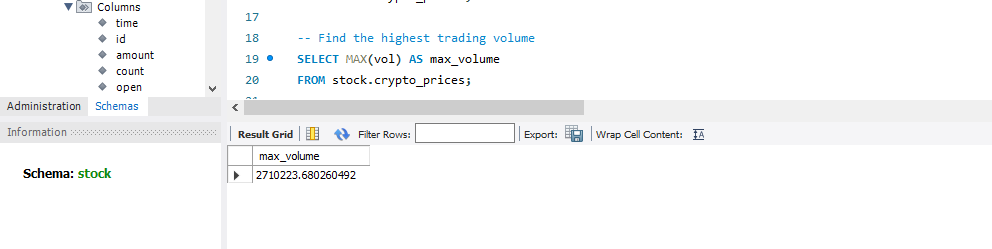 Columns
time
id
amount
count
open
Administration Schemas
Information
Schema: stock
17
18 -- Find the highest trading volume
19 SELECT MAX(vol) AS max_volume
20 FROM stock.crypto_prices;
Result Grid Filter Rows: Export: Wrap Cell Content: IA
max_volume
2710223.680260492